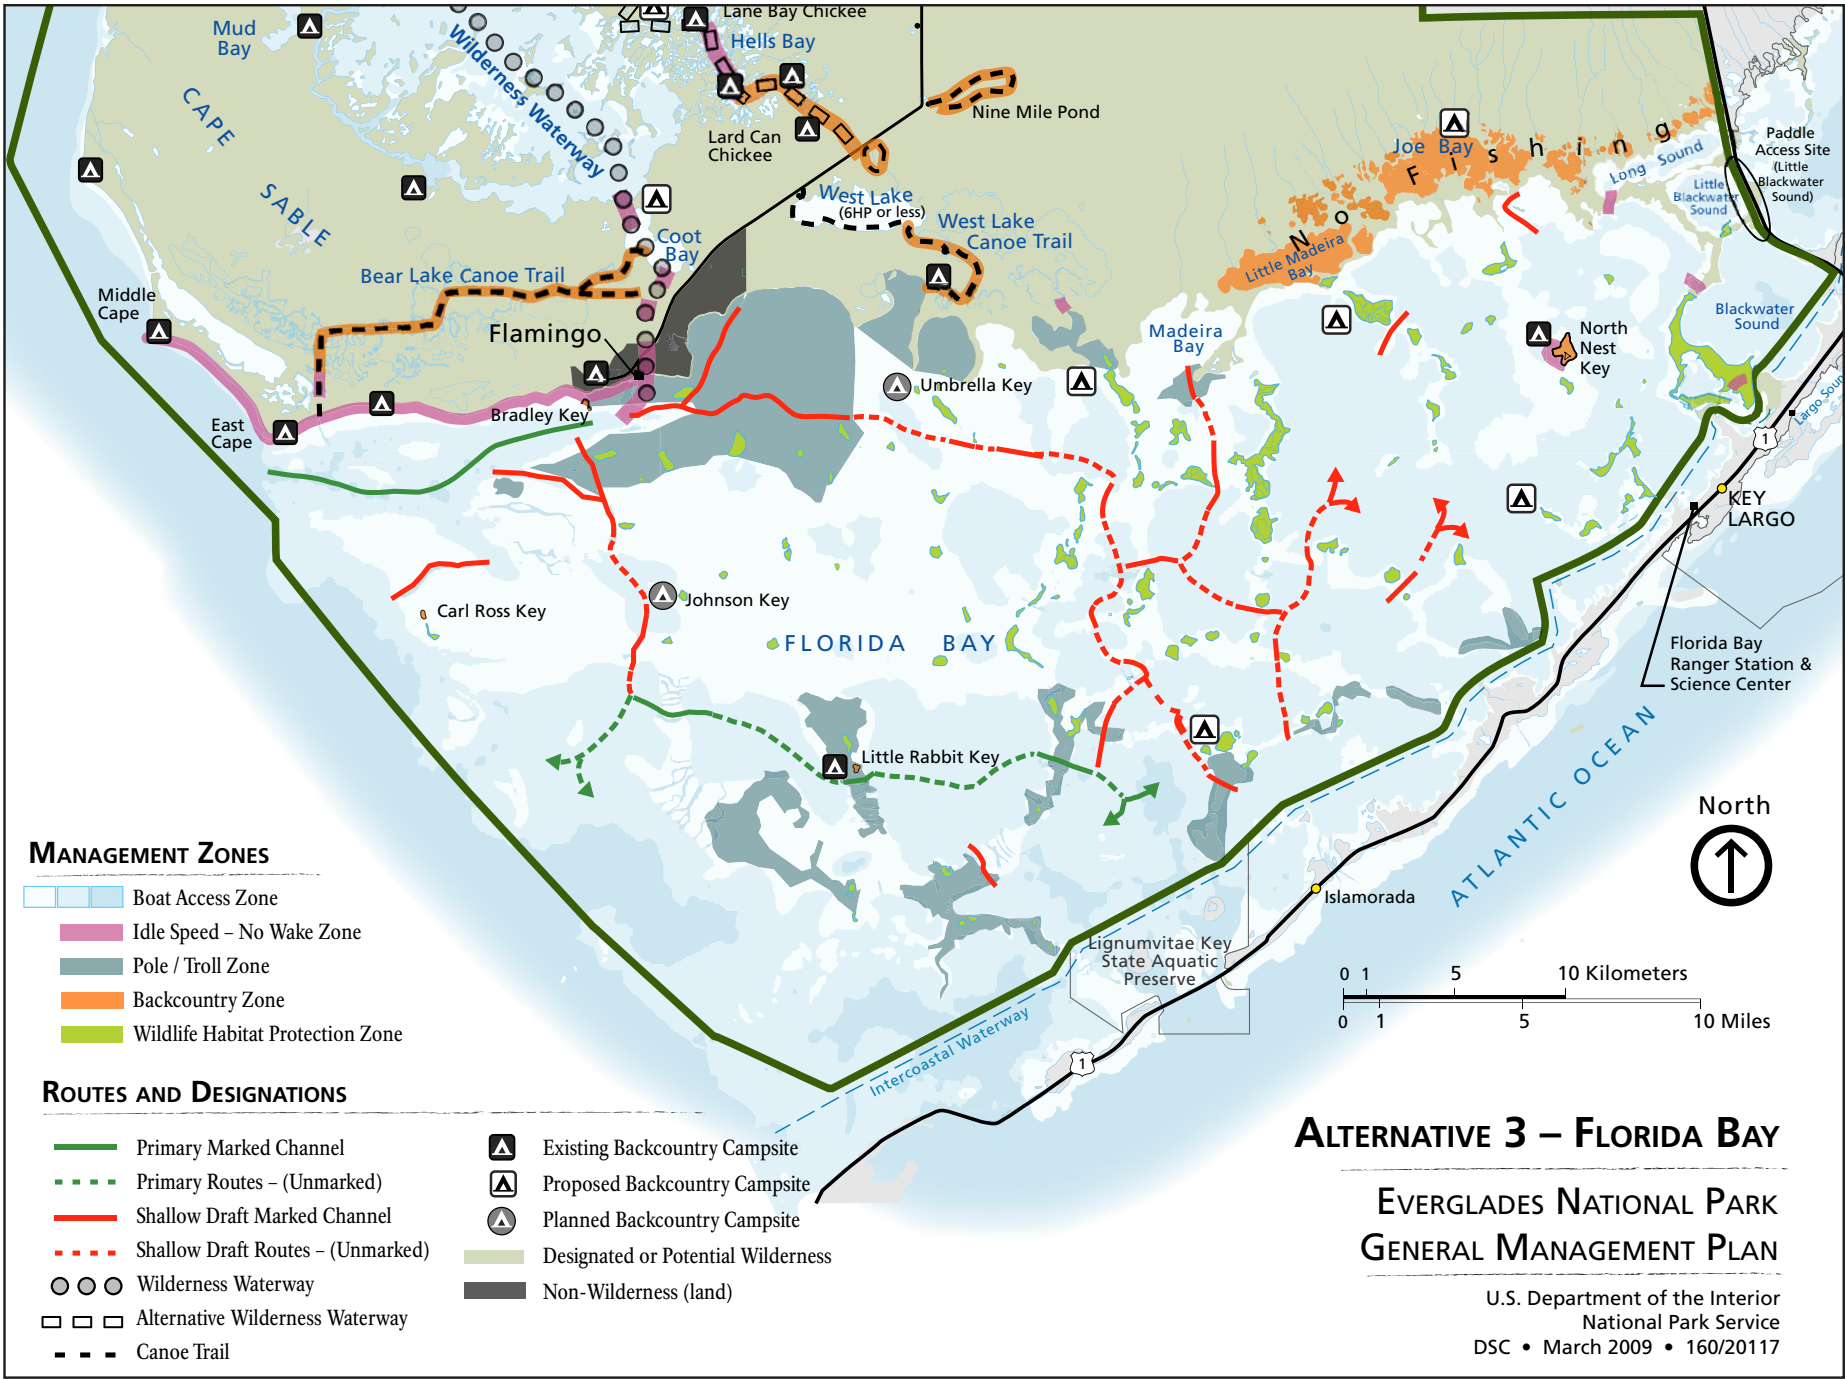 Lane Bay Chickee
Mud
Bay
Hells Bay
Wilderness Waterway
CAPE
SABLE
Nine Mile Pond
Lard Can
Chickee
Joe Bay
No Fishing
Long Sound
Paddle
Access Site
(Little
Blackwater
Sound)
Little
Blackwater
Sound
West Lake
(6HP or less)
West Lake
Canoe Trail
Coot
Bay
Bear Lake Canoe Trail
Little Madeira
Bay
Middle
Cape
Flamingo
Madeira
Bay
Blackwater
Sound
North
Nest
Key
Umbrella Key
Bradley Key
East
Cape
Largo Soun
1
KEY
LARGO
Johnson Key
Carl Ross Key
FLORIDA BAY
Florida Bay
Ranger Station &
Science Center
Little Rabbit Key
ATLANTIC OCEAN
North
Islamorada
Lignumvitae Key
State Aquatic
Preserve
Intercoastal Waterway
1
0 1 5 10 Kilometers
0 1 5 10 Miles
MANAGEMENT ZONES
Boat Access Zone
Idle Speed – No Wake Zone
Pole / Troll Zone
Backcountry Zone
Wildlife Habitat Protection Zone
ROUTES AND DESIGNATIONS
Primary Marked Channel
Primary Routes – (Unmarked)
Shallow Draft Marked Channel
Shallow Draft Routes – (Unmarked)
Wilderness Waterway
Alternative Wilderness Waterway
Canoe Trail
Existing Backcountry Campsite
Proposed Backcountry Campsite
Planned Backcountry Campsite
Designated or Potential Wilderness
Non-Wilderness (land)
ALTERNATIVE 3 – FLORIDA BAY
EVERGLADES NATIONAL PARK
GENERAL MANAGEMENT PLAN
U.S. Department of the Interior
National Park Service
DSC • March 2009 • 160/20117